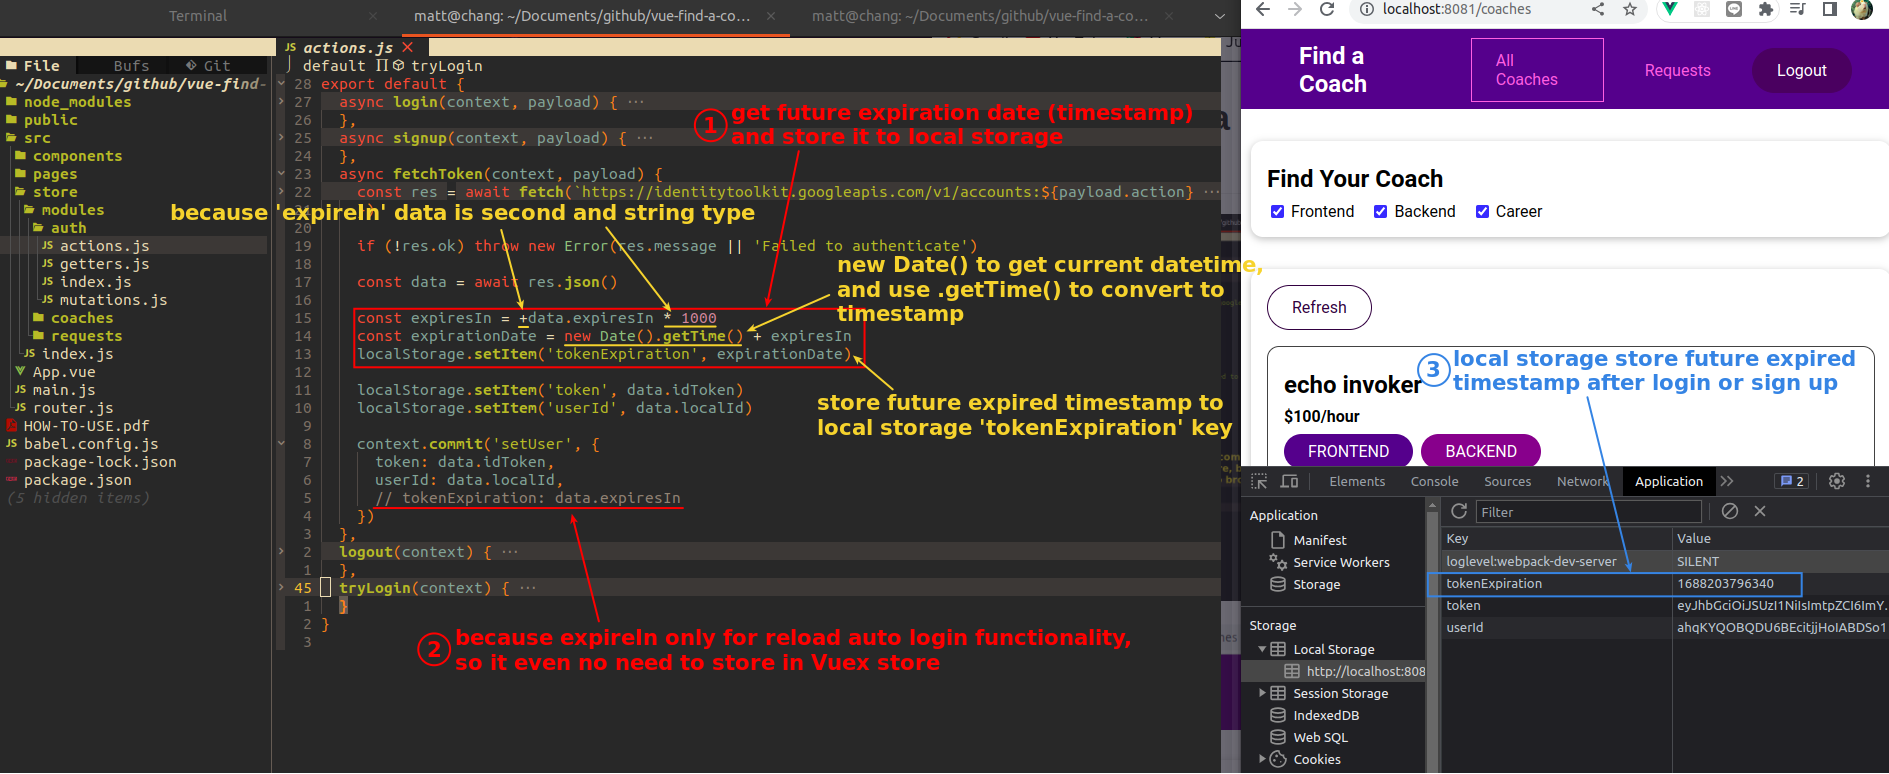 Terminal
matt@chang: ~/Documents/github/vue-find-a-co...
matt@chang: ~/Documents/github/vue-find-a-co...
JS actions.js
File Bufs Git
default tryLogin
~/Documents/github/vue-find-
node_modules
public
src
components
pages
store
modules
auth
JS actions.js
JS getters.js
JS index.js
JS mutations.js
coaches
requests
JS index.js
App.vue
JS main.js
JS router.js
HOW-TO-USE.pdf
JS babel.config.js
package-lock.json
package.json
(5 hidden items)
28 export default {
27 async login(context, payload) { ...
26 },
25 async signup(context, payload) { ...
24 },
23 async fetchToken(context, payload) {
22 const res = await fetch(`https://identitytoolkit.googleapis.com/v1/accounts:${payload.action} ...
20
19 if (!res.ok) throw new Error(res.message || 'Failed to authenticate')
18
17 const data = await res.json()
16
15 const expiresIn = +data.expiresIn * 1000
14 const expirationDate = new Date().getTime() + expiresIn
13 localStorage.setItem('tokenExpiration', expirationDate)
12
11 localStorage.setItem('token', data.idToken)
10 localStorage.setItem('userId', data.localId)
9
8 context.commit('setUser', {
7 token: data.idToken,
6 userId: data.localId,
5 // tokenExpiration: data.expiresIn
4 })
3 },
2 logout(context) { ...
1 },
45 tryLogin(context) { ...
1 }
2 }
3
1 get future expiration date (timestamp)
and store it to local storage
because 'expireIn' data is second and string type
new Date() to get current datetime,
and use .getTime() to convert to
timestamp
store future expired timestamp to
local storage 'tokenExpiration' key
2 because expireIn only for reload auto login functionality,
so it even no need to store in Vuex store
localhost:8081/coaches
Find a
Coach
All
Coaches
Requests
Logout
Find Your Coach
Frontend Backend Career
Refresh
3 local storage store future expired
timestamp after login or sign up
echo invoker
$100/hour
FRONTEND BACKEND
Elements Console Sources Network Application 2
Application
Manifest
Service Workers
Storage
Storage
Local Storage
http://localhost:808
Session Storage
IndexedDB
Web SQL
Cookies
Filter
Key Value
loglevel:webpack-dev-server SILENT
tokenExpiration 1688203796340
token eyJhbGciOiJSUzI1NiIsImtpZCI6ImY...
userId ahqKYQOBQDU6BEcitjjHoIABDSo1